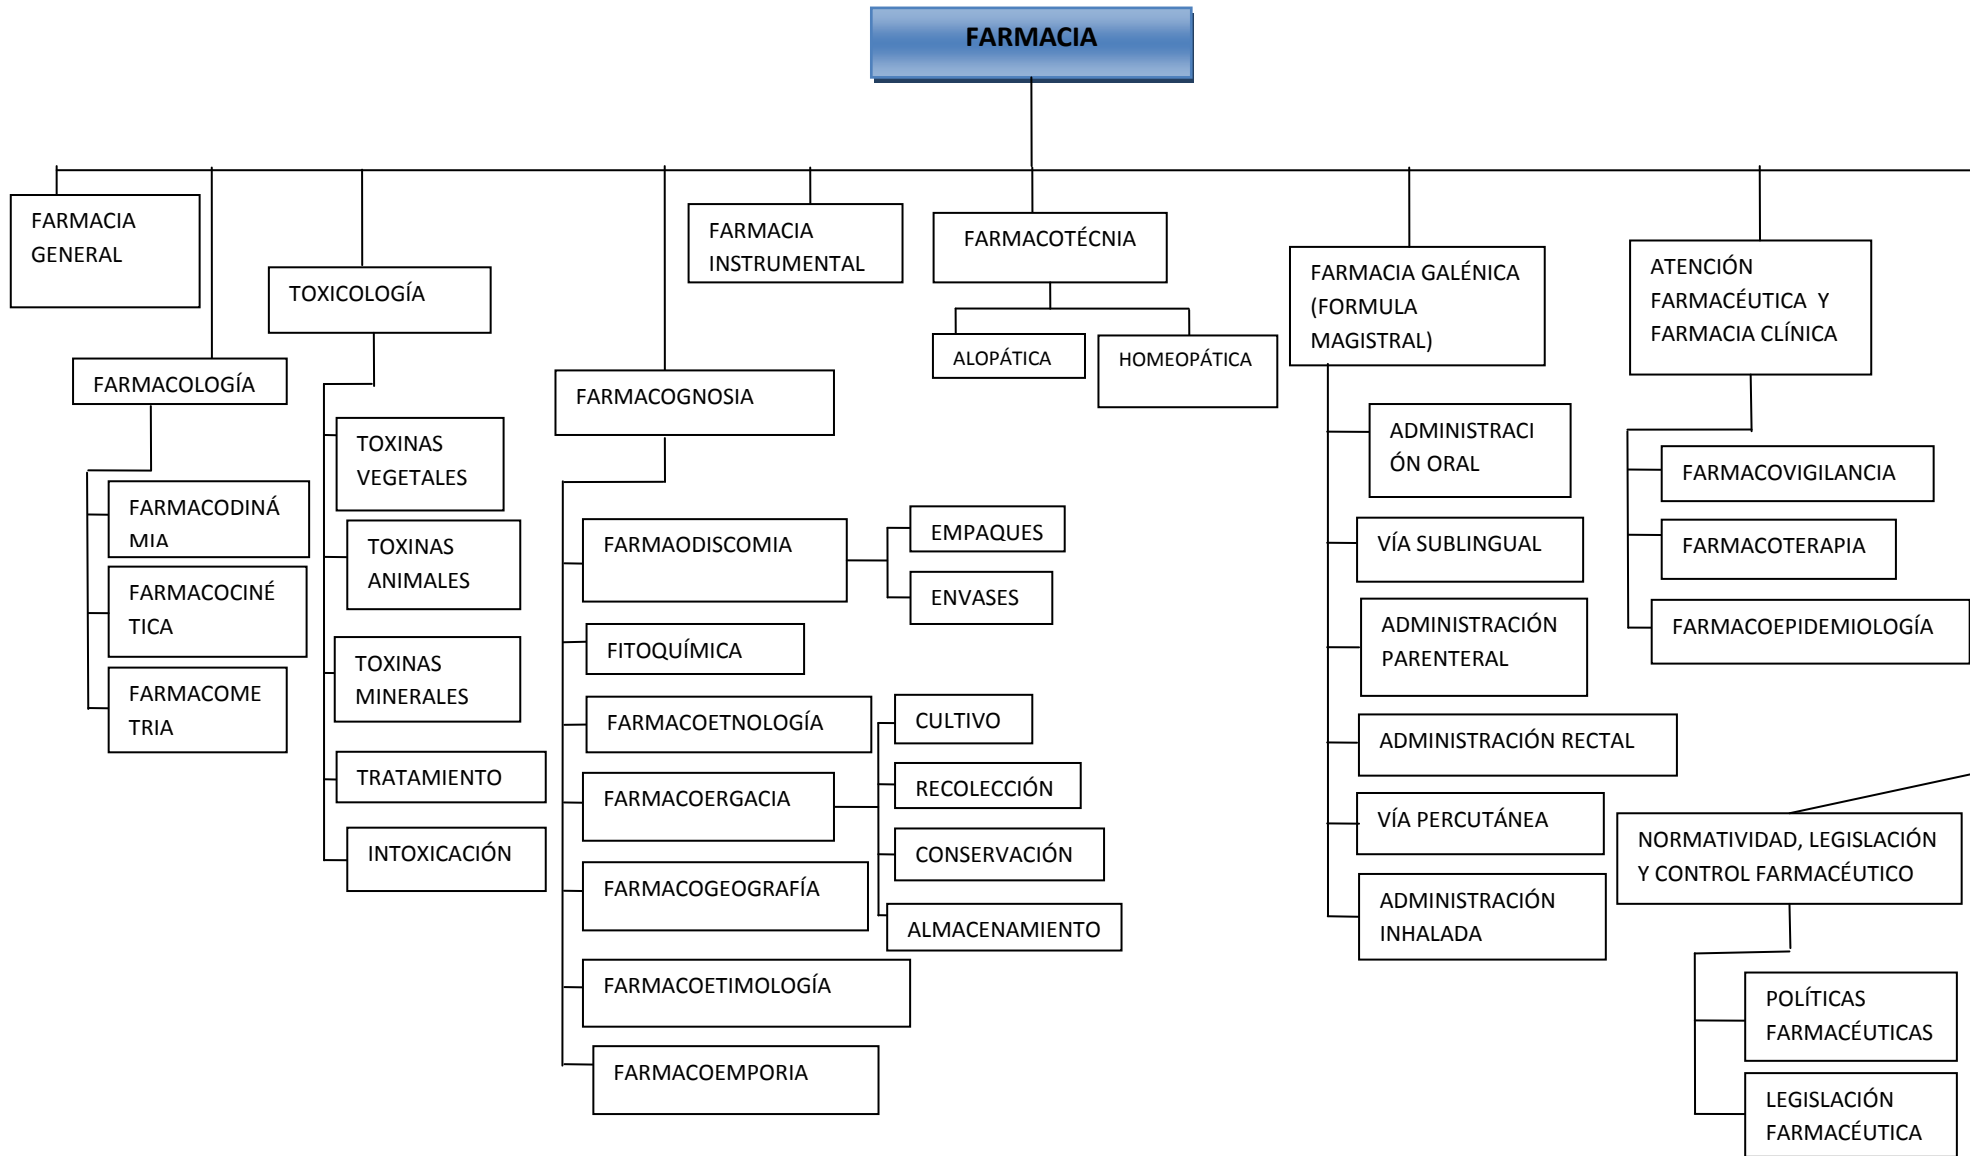 FARMACIA
FARMACIA
GENERAL
FARMACOLOGÍA
FARMACODINÁ
MIA
FARMACOCINÉ
TICA
FARMACOME
TRIA
TOXICOLOGÍA
TOXINAS
VEGETALES
TOXINAS
ANIMALES
TOXINAS
MINERALES
TRATAMIENTO
INTOXICACIÓN
FARMACOGNOSIA
FARMAODISCOMIA
EMPAQUES
ENVASES
FITOQUÍMICA
FARMACOETNOLOGÍA
FARMACOERGACIA
CULTIVO
RECOLECCIÓN
CONSERVACIÓN
ALMACENAMIENTO
FARMACOGEOGRAFÍA
FARMACOETIMOLOGÍA
FARMACOEMPORIA
FARMACIA
INSTRUMENTAL
FARMACOTÉCNIA
ALOPÁTICA
HOMEOPÁTICA
FARMACIA GALÉNICA
(FORMULA
MAGISTRAL)
ADMINISTRACI
ÓN ORAL
VÍA SUBLINGUAL
ADMINISTRACIÓN
PARENTERAL
ADMINISTRACIÓN RECTAL
VÍA PERCUTÁNEA
ADMINISTRACIÓN
INHALADA
ATENCIÓN
FARMACÉUTICA Y
FARMACIA CLÍNICA
FARMACOVIGILANCIA
FARMACOTERAPIA
FARMACOEPIDEMIOLOGÍA
NORMATIVIDAD, LEGISLACIÓN
Y CONTROL FARMACÉUTICO
POLÍTICAS
FARMACÉUTICAS
LEGISLACIÓN
FARMACÉUTICA